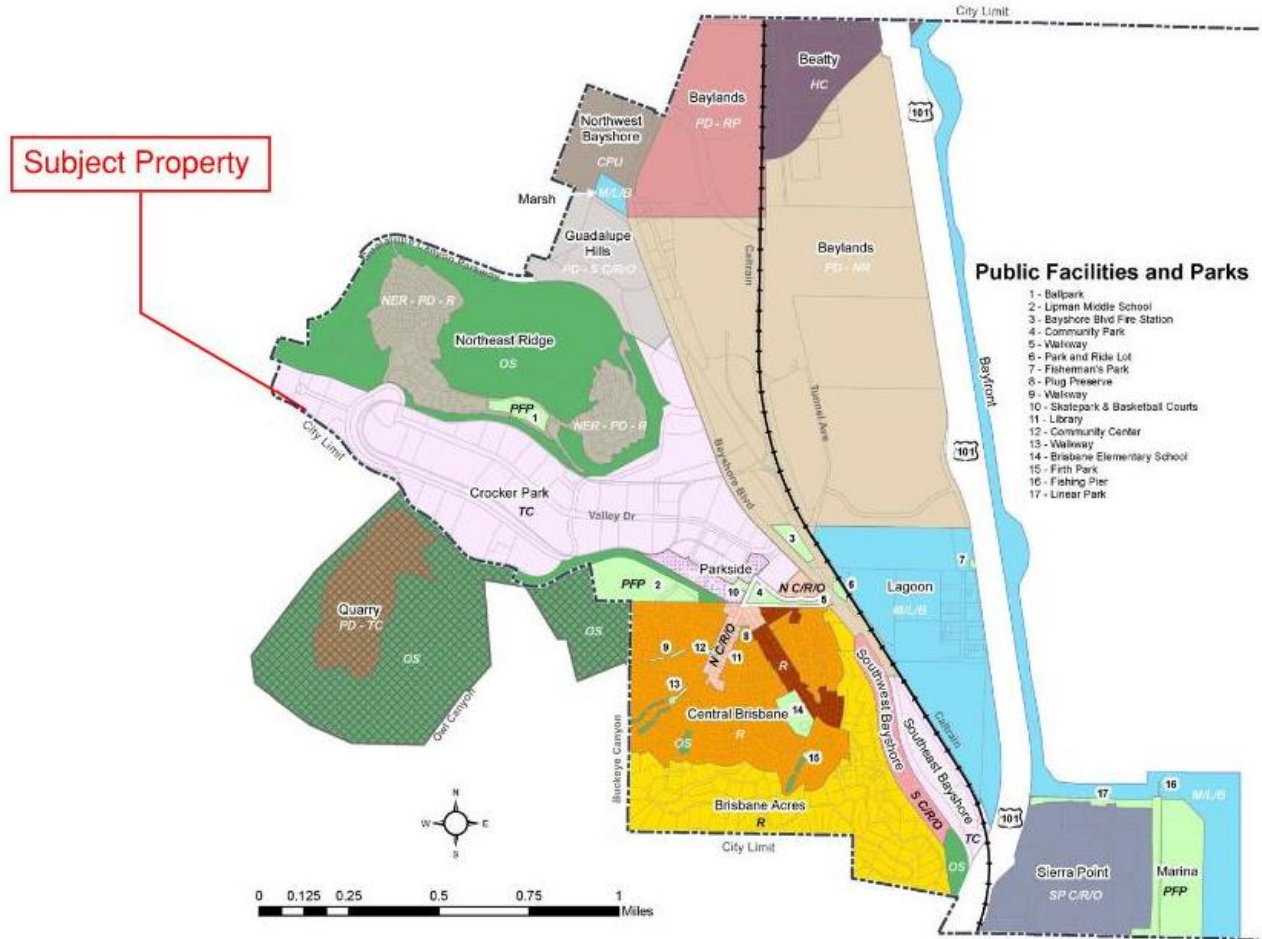 City Limit
Beatty
HC
101
Baylands
PD - RP
Northwest
Bayshore
CPU
Subject Property
Marsh
M/L/B
Guadalupe
Hills
PD - S C/R/O
Caltrain
Baylands
PD - NR
Public Facilities and Parks
1 - Ballpark
2 - Lipman Middle School
3 - Bayshore Blvd Fire Station
4 - Community Park
5 - Walkway
6 - Park and Ride Lot
7 - Fisherman's Park
8 - Plug Preserve
9 - Walkway
10 - Skatepark & Basketball Courts
11 - Library
12 - Community Center
13 - Walkway
14 - Brisbane Elementary School
15 - Firth Park
16 - Fishing Pier
17 - Linear Park
NER - PD - R
Northeast Ridge
OS
PFP
1
NER - PD - R
Tunnel Ave
Bayfront
101
City Limit
Bayshore Blvd
Crocker Park
TC
Valley Dr
3
Parkside
PFP
2
10
4
N C/R/O
5
6
7
Lagoon
M/L/B
Quarry
PD - TC
OS
OS
Owl Canyon
9
12
N C/R/O
8
11
R
13
14
Central Brisbane
R
OS
15
Southwest Bayshore
S C/R/O
Southeast Bayshore
TC
Caltrain
Buckeye Canyon
Brisbane Acres
R
City Limit
OS
101
17
16
M/L/B
Sierra Point
SP C/R/O
Marina
PFP
N
W
E
S
0
0.125
0.25
0.5
0.75
1
Miles